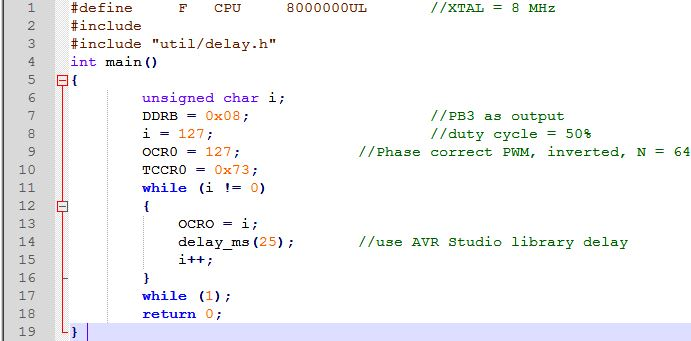 1 #define F CPU 8000000UL //XTAL = 8 MHz
2 #include
3 #include "util/delay.h"
4 int main()
5 {
6 unsigned char i;
7 DDRB = 0x08; //PB3 as output
8 i = 127; //duty cycle = 50%
9 OCR0 = 127; //Phase correct PWM, inverted, N = 64
10 TCCR0 = 0x73;
11 while (i != 0)
12 {
13 OCRO = i;
14 delay_ms(25); //use AVR Studio library delay
15 i++;
16 }
17 while (1);
18 return 0;
19 }